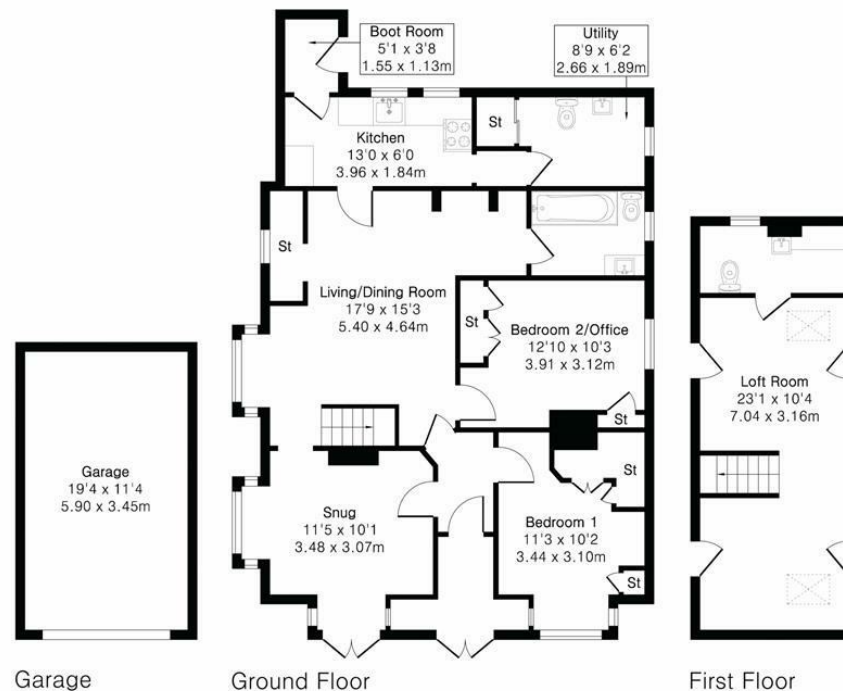 Boot Room
5'1 x 3'8
1.55 x 1.13m
Utility
8'9 x 6'2
2.66 x 1.89m
St
Kitchen
13'0 x 6'0
3.96 x 1.84m
St
Living/Dining Room
17'9 x 15'3
5.40 x 4.64m
St
Bedroom 2/Office
12'10 x 10'3
3.91 x 3.12m
St
Loft Room
23'1 x 10'4
7.04 x 3.16m
Garage
19'4 x 11'4
5.90 x 3.45m
Snug
11'5 x 10'1
3.48 x 3.07m
St
Bedroom 1
11'3 x 10'2
3.44 x 3.10m
St
Garage
Ground Floor
First Floor